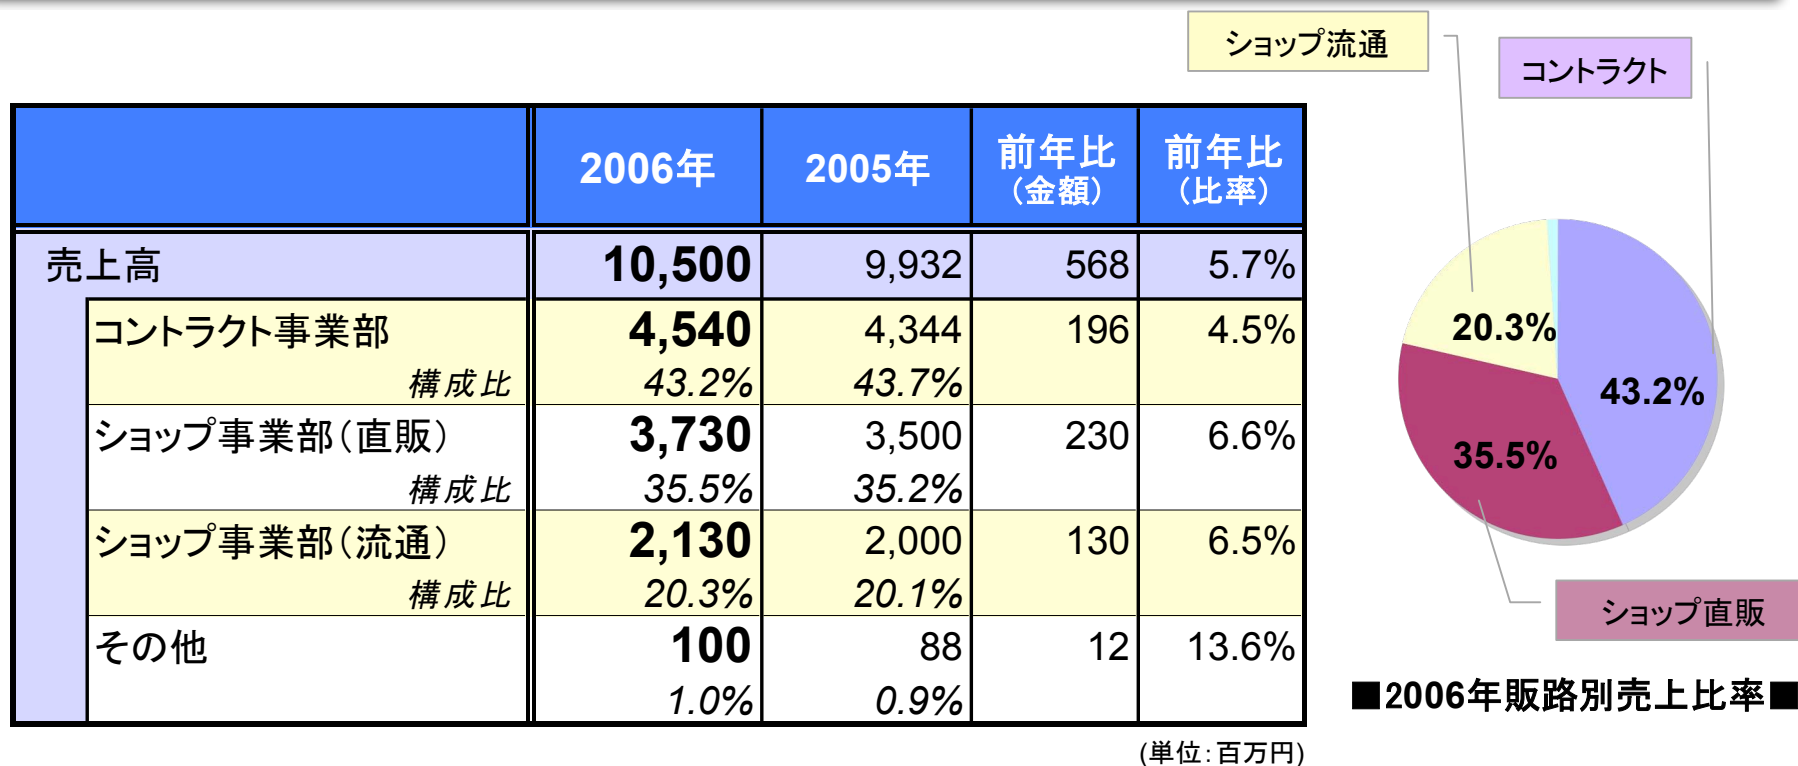 ショップ流通
コントラクト
2006年 2005年 前年比(金額) 前年比(比率)
売上高 10,500 9,932 568 5.7%
コントラクト事業部 4,540 4,344 196 4.5%
構成比 43.2% 43.7%
ショップ事業部(直販) 3,730 3,500 230 6.6%
構成比 35.5% 35.2%
ショップ事業部(流通) 2,130 2,000 130 6.5%
構成比 20.3% 20.1%
その他 100 88 12 13.6%
1.0% 0.9%
(単位:百万円)
20.3%
43.2%
35.5%
ショップ直販
■2006年販路別売上比率■